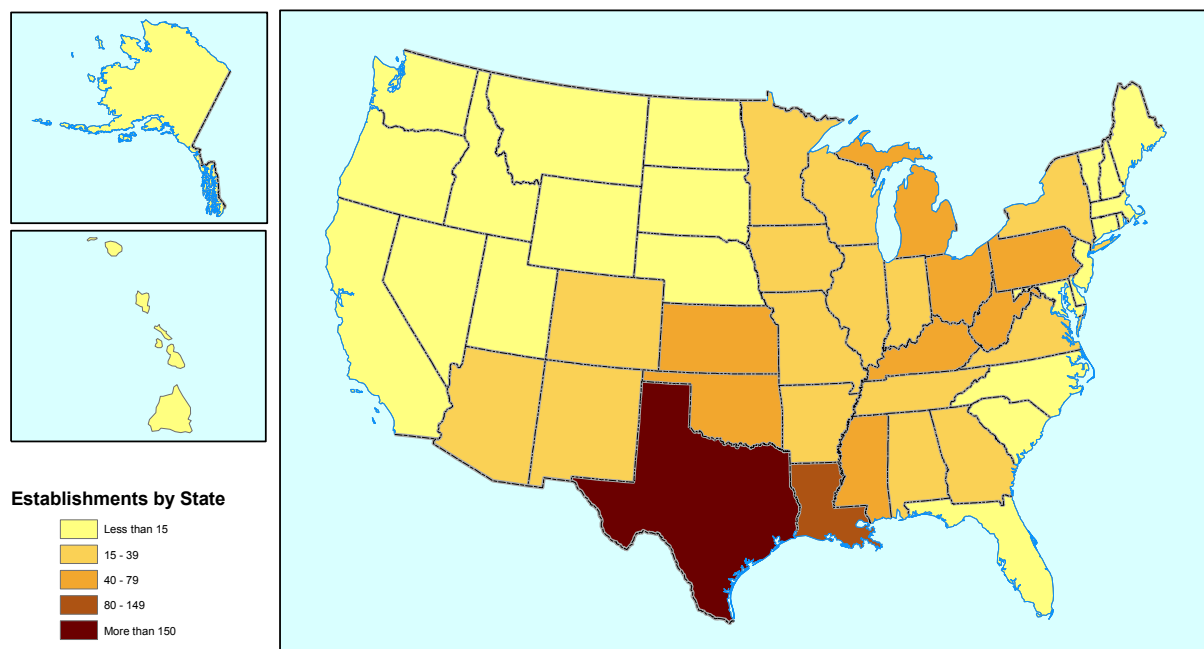 Establishments by State
Less than 15
15 - 39
40 - 79
80 - 149
More than 150